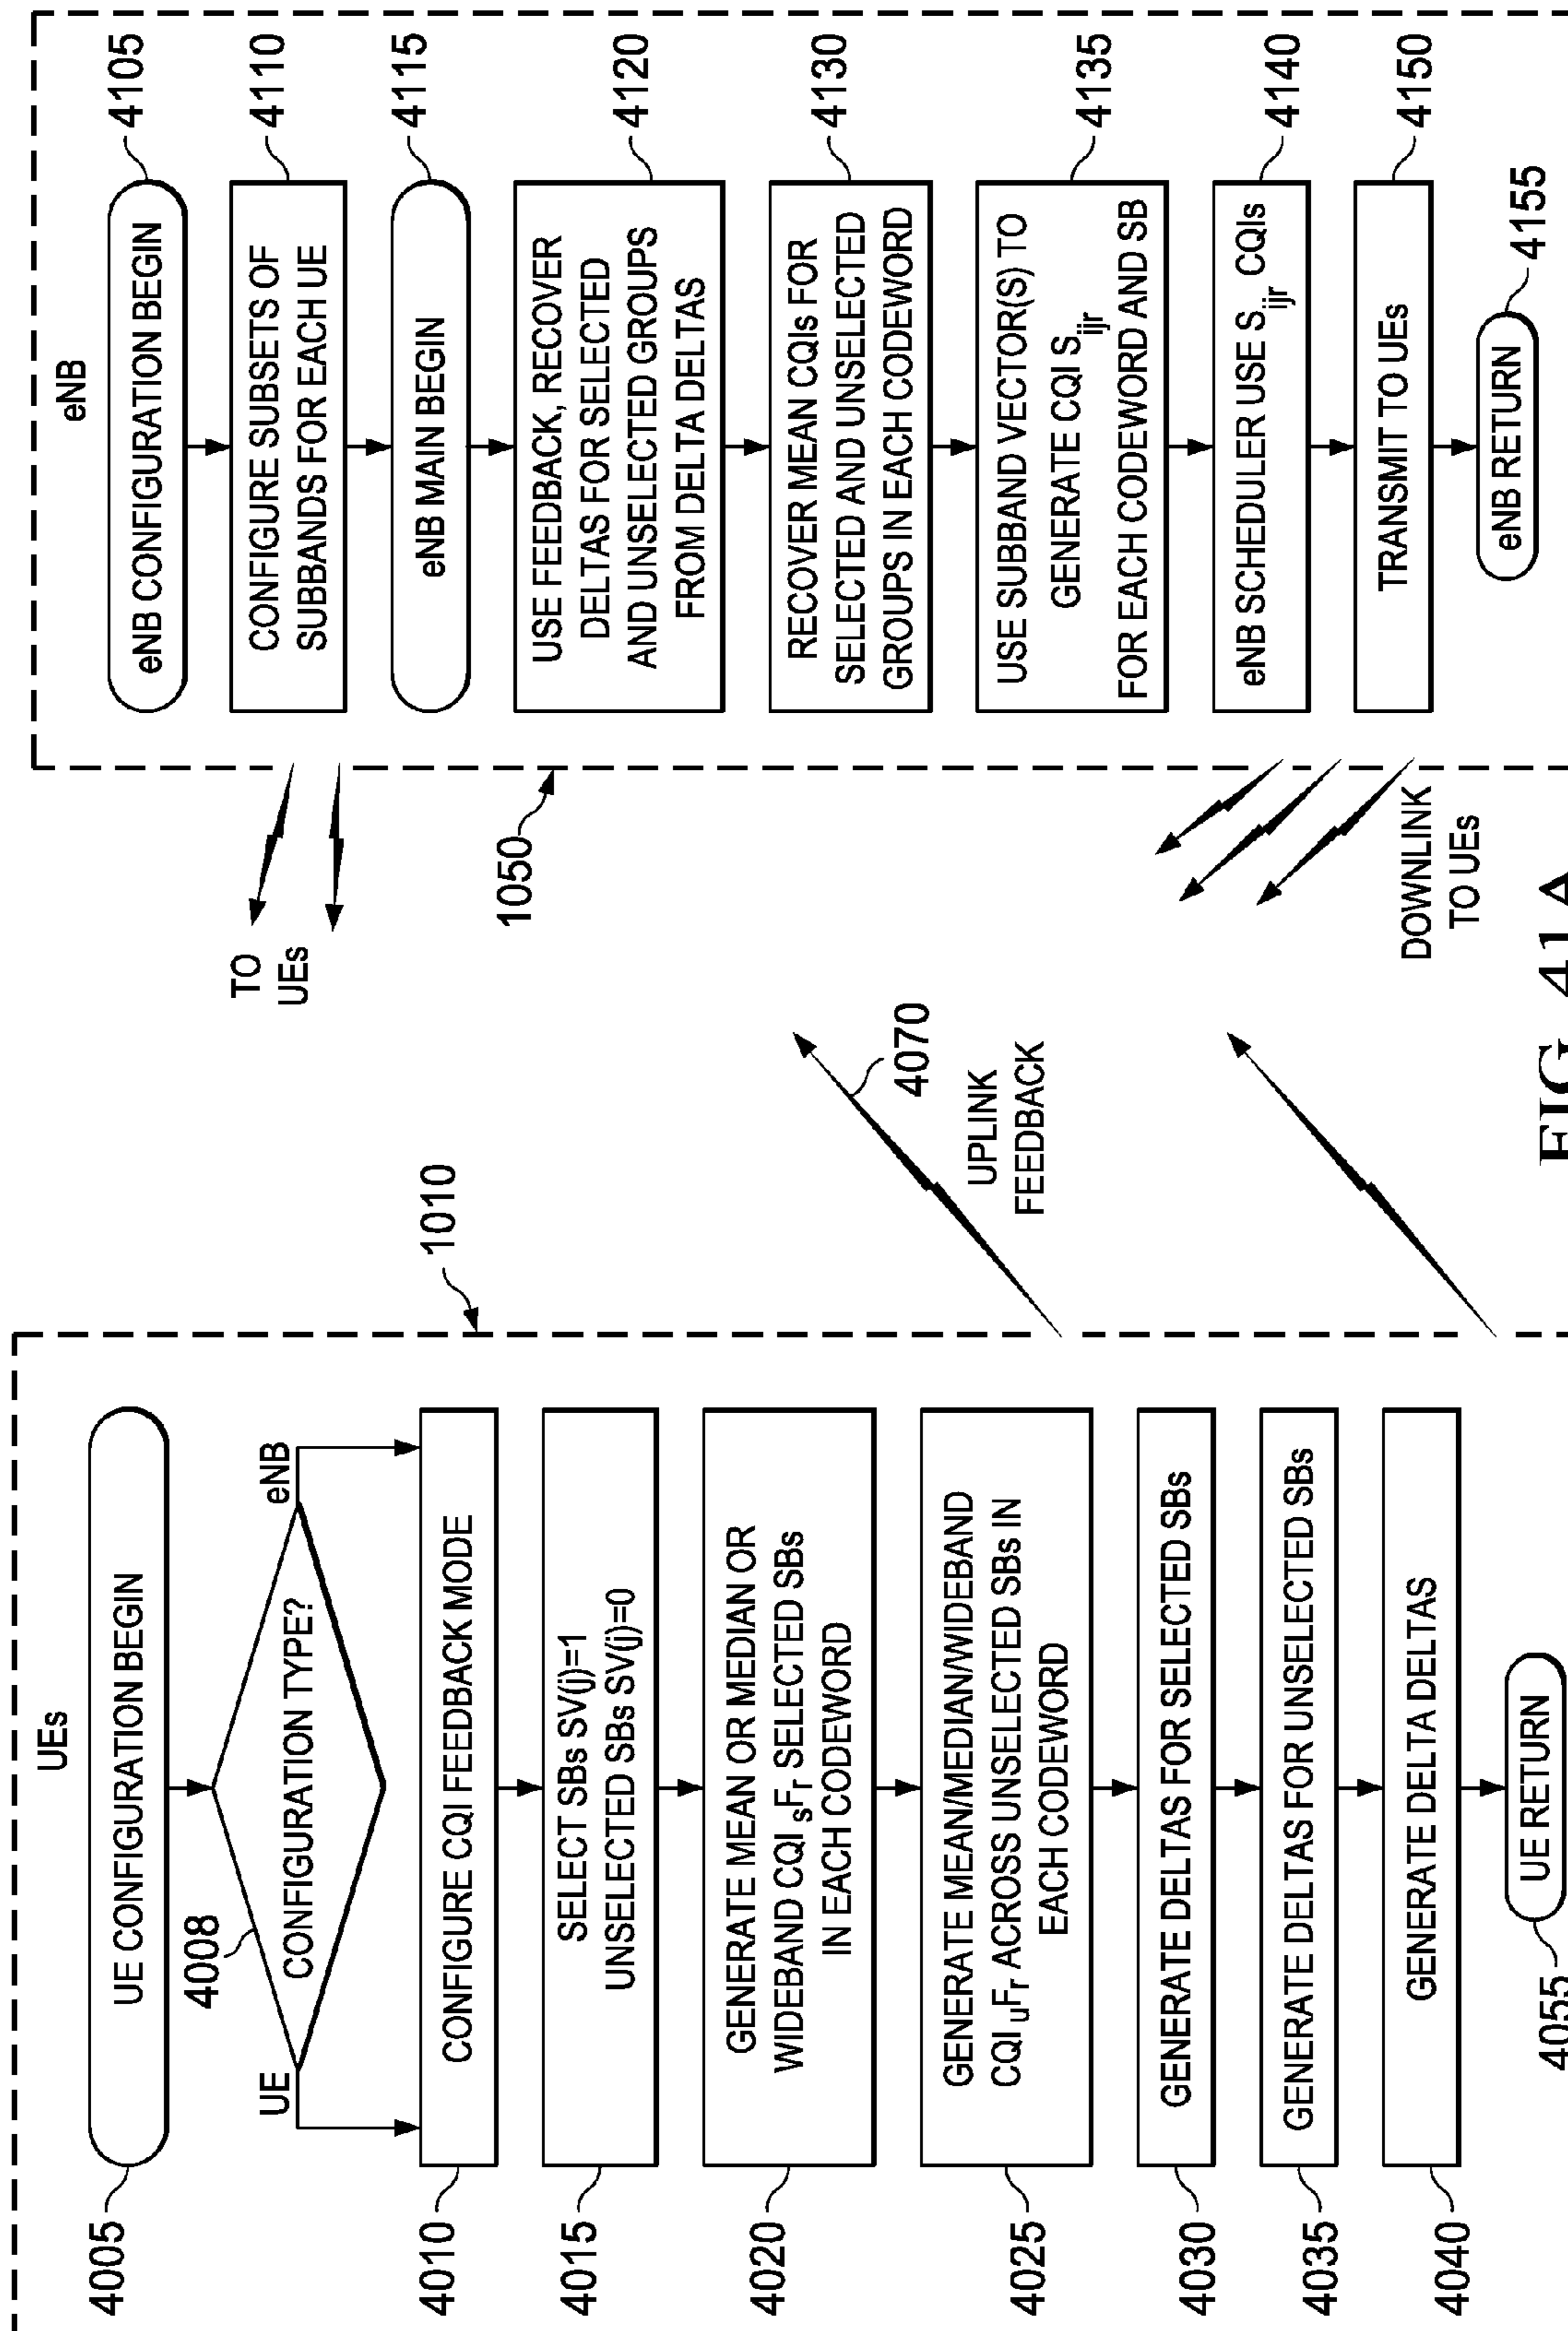 UEs
4005
UE CONFIGURATION BEGIN
4008
CONFIGURATION TYPE?
UE
eNB
4010
CONFIGURE CQI FEEDBACK MODE
1010
4015
SELECT SBs SV(j)=1
UNSELECTED SBs SV(j)=0
4020
GENERATE MEAN OR MEDIAN OR
WIDEBAND CQI sFr SELECTED SBs
IN EACH CODEWORD
4025
GENERATE MEAN/MEDIAN/WIDEBAND
CQI uFr ACROSS UNSELECTED SBs IN
EACH CODEWORD
4030
GENERATE DELTAS FOR SELECTED SBs
4035
GENERATE DELTAS FOR UNSELECTED SBs
4040
GENERATE DELTA DELTAS
4055
UE RETURN
TO
UEs
4070
UPLINK
FEEDBACK
1050
DOWNLINK
TO UEs
eNB
eNB CONFIGURATION BEGIN
4105
CONFIGURE SUBSETS OF
SUBBANDS FOR EACH UE
4110
eNB MAIN BEGIN
4115
USE FEEDBACK, RECOVER
DELTAS FOR SELECTED
AND UNSELECTED GROUPS
FROM DELTA DELTAS
4120
RECOVER MEAN CQIs FOR
SELECTED AND UNSELECTED
GROUPS IN EACH CODEWORD
4130
USE SUBBAND VECTOR(S) TO
GENERATE CQI Sijr
FOR EACH CODEWORD AND SB
4135
eNB SCHEDULER USE Sijr CQIs
4140
TRANSMIT TO UEs
4150
eNB RETURN
4155
FIG. 41A